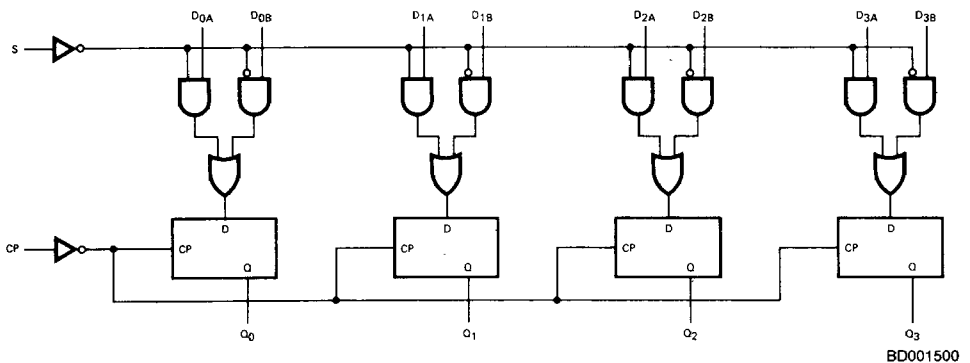 D0A D0B D1A D1B D2A D2B D3A D3B
S
D D D D
CP CP CP CP CP
Q Q Q Q
Q0 Q1 Q2 Q3
BD001500